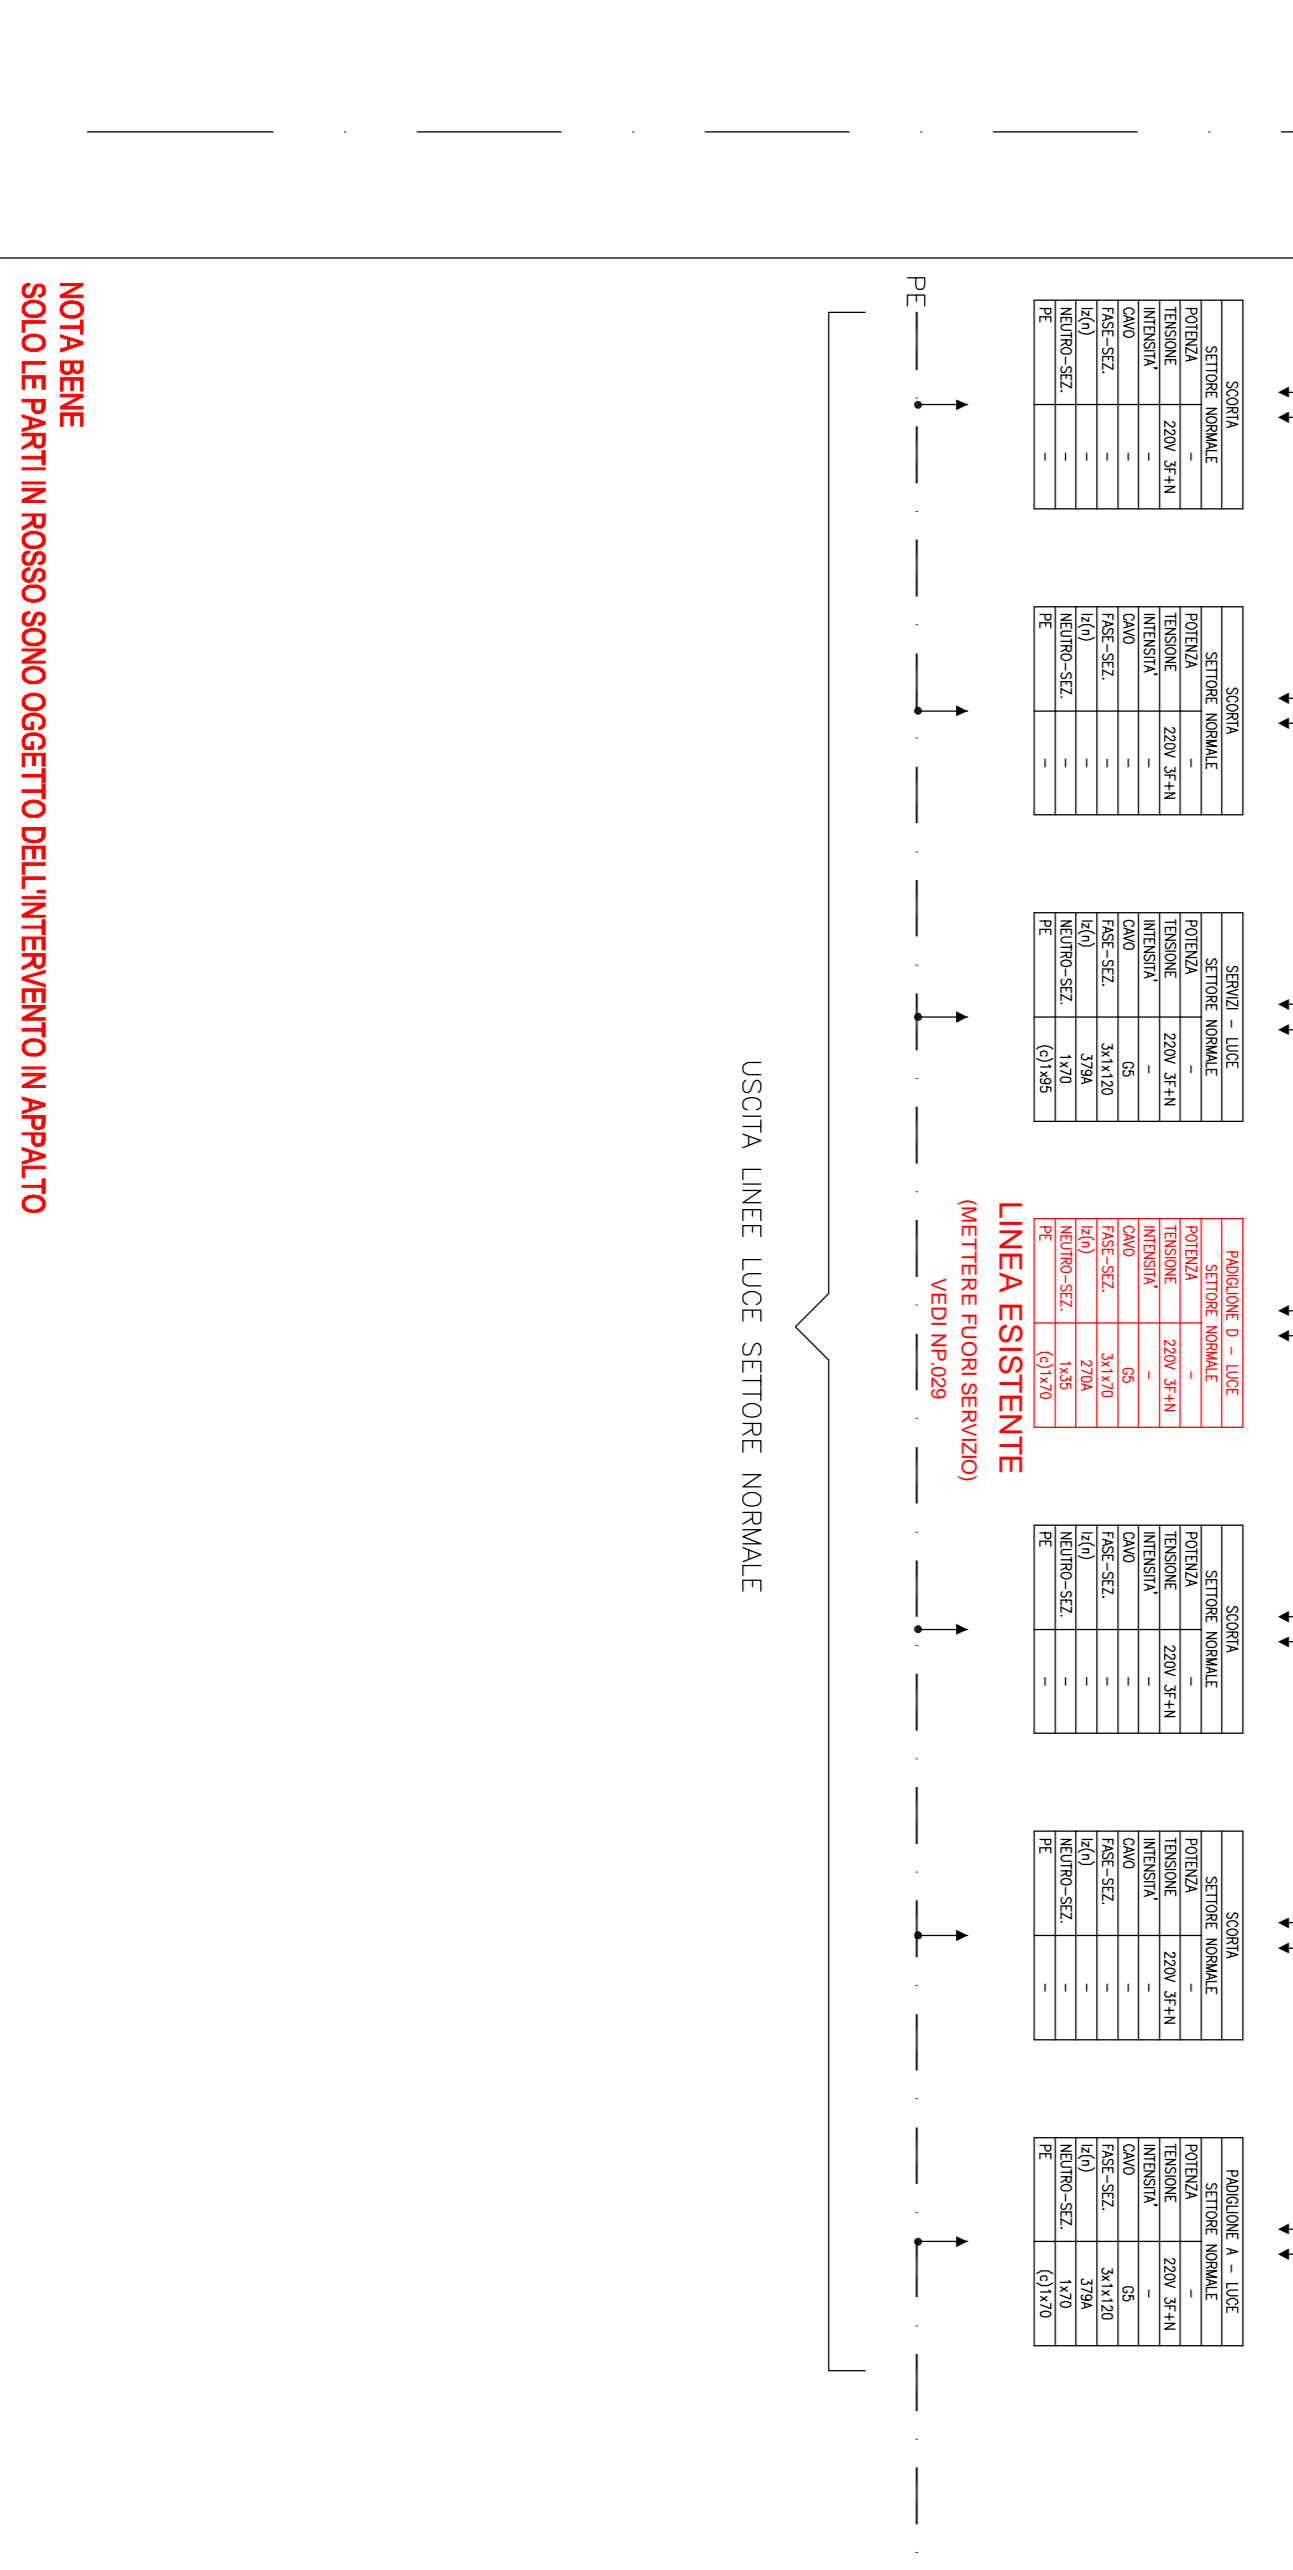 SCORTA
SETTORE NORMALE
POTENZA -
TENSIONE 220V 3F+N
INTENSITA' -
CAVO -
FASE-SEZ. -
Iz(n) -
NEUTRO-SEZ. -
PE -
SCORTA
SETTORE NORMALE
POTENZA -
TENSIONE 220V 3F+N
INTENSITA' -
CAVO -
FASE-SEZ. -
Iz(n) -
NEUTRO-SEZ. -
PE -
SERVIZI - LUCE
SETTORE NORMALE
POTENZA -
TENSIONE 220V 3F+N
INTENSITA' -
CAVO G5
FASE-SEZ. 3x1x120
Iz(n) 379A
NEUTRO-SEZ. 1x70
PE (c)1x95
PADIGLIONE D - LUCE
SETTORE NORMALE
POTENZA -
TENSIONE 220V 3F+N
INTENSITA' -
CAVO G5
FASE-SEZ. 3x1x70
Iz(n) 270A
NEUTRO-SEZ. 1x35
PE (c)1x70
LINEA ESISTENTE
(METTERE FUORI SERVIZIO)
VEDI NP.029
SCORTA
SETTORE NORMALE
POTENZA -
TENSIONE 220V 3F+N
INTENSITA' -
CAVO -
FASE-SEZ. -
Iz(n) -
NEUTRO-SEZ. -
PE -
SCORTA
SETTORE NORMALE
POTENZA -
TENSIONE 220V 3F+N
INTENSITA' -
CAVO -
FASE-SEZ. -
Iz(n) -
NEUTRO-SEZ. -
PE -
PADIGLIONE A - LUCE
SETTORE NORMALE
POTENZA -
TENSIONE 220V 3F+N
INTENSITA' -
CAVO G5
FASE-SEZ. 3x1x120
Iz(n) 379A
NEUTRO-SEZ. 1x70
PE (c)1x70
PE
USCITA LINEE LUCE SETTORE NORMALE
NOTA BENE
SOLO LE PARTI IN ROSSO SONO OGGETTO DELL'INTERVENTO IN APPALTO